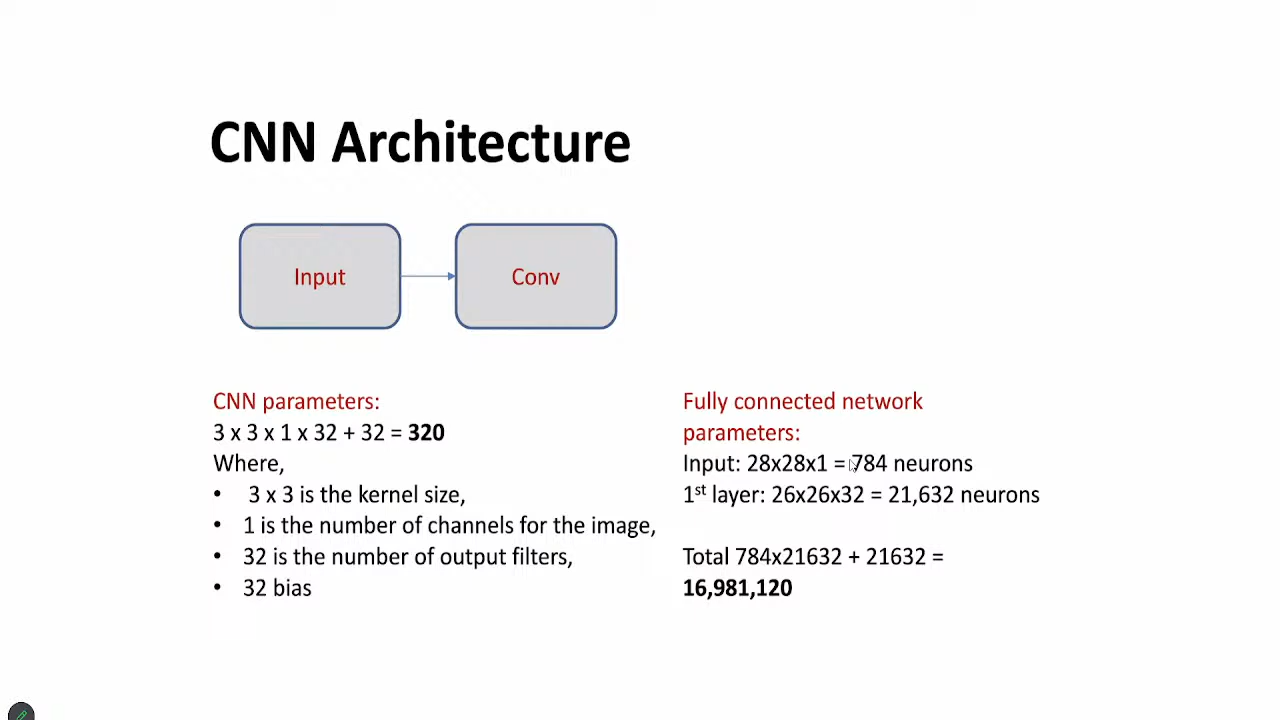 CNN Architecture
Input
Conv
CNN parameters:
3 x 3 x 1 x 32 + 32 = 320
Where,
• 3 x 3 is the kernel size,
• 1 is the number of channels for the image,
• 32 is the number of output filters,
• 32 bias
Fully connected network
parameters:
Input: 28x28x1 = 784 neurons
1st layer: 26x26x32 = 21,632 neurons
Total 784x21632 + 21632 =
16,981,120